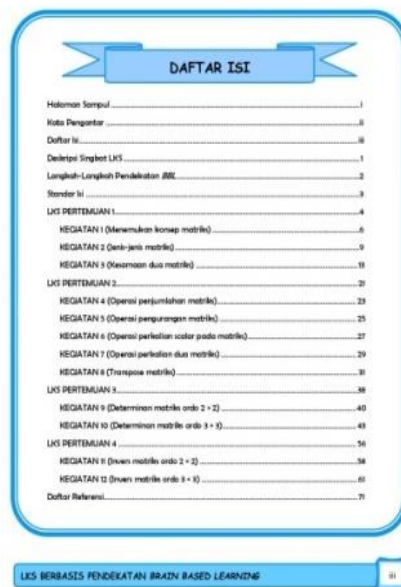 DAFTAR ISI
Halaman Sampul ... i
Kata Pengantar ... ii
Daftar Isi ... iii
Deskripsi Singkat LKS ... 1
Langkah-Langkah Pendekatan BBL ... 2
Standar Isi ... 3
LKS PERTEMUAN 1 ... 4
KEGIATAN 1 (Menemukan konsep matriks) ... 6
KEGIATAN 2 (Jenis-jenis matriks) ... 9
KEGIATAN 3 (Kesamaan dua matriks) ... 13
LKS PERTEMUAN 2 ... 21
KEGIATAN 4 (Operasi penjumlahan matriks) ... 23
KEGIATAN 5 (Operasi pengurangan matriks) ... 25
KEGIATAN 6 (Operasi perkalian scalar pada matriks) ... 27
KEGIATAN 7 (Operasi perkalian dua matriks) ... 29
KEGIATAN 8 (Transpose matriks) ... 31
LKS PERTEMUAN 3 ... 38
KEGIATAN 9 (Determinan matriks ordo 2 × 2) ... 40
KEGIATAN 10 (Determinan matriks ordo 3 × 3) ... 43
LKS PERTEMUAN 4 ... 56
KEGIATAN 11 (Invers matriks ordo 2 × 2) ... 58
KEGIATAN 12 (Invers matriks ordo 3 × 3) ... 61
Daftar Referensi ... 71
LKS BERBASIS PENDEKATAN BRAIN BASED LEARNING iii